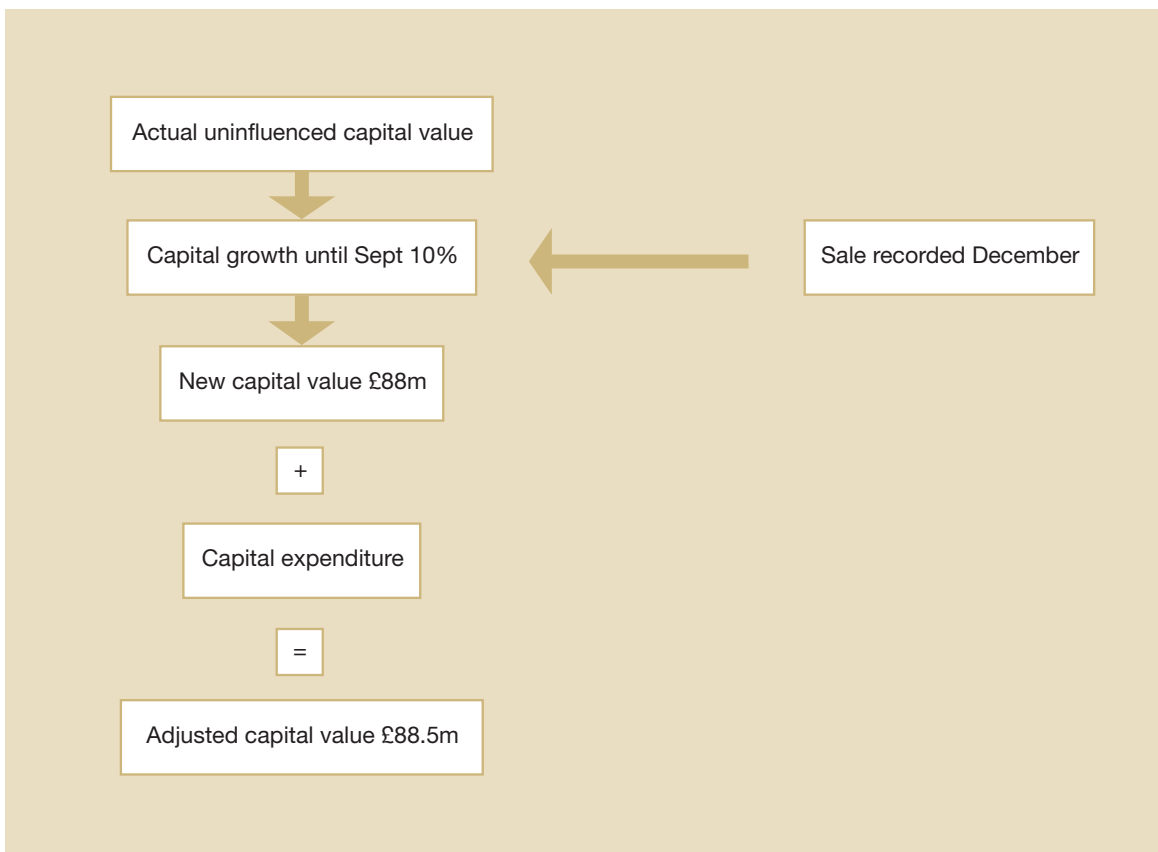 Actual uninfluenced capital value
Capital growth until Sept 10%
Sale recorded December
New capital value £88m
+
Capital expenditure
=
Adjusted capital value £88.5m